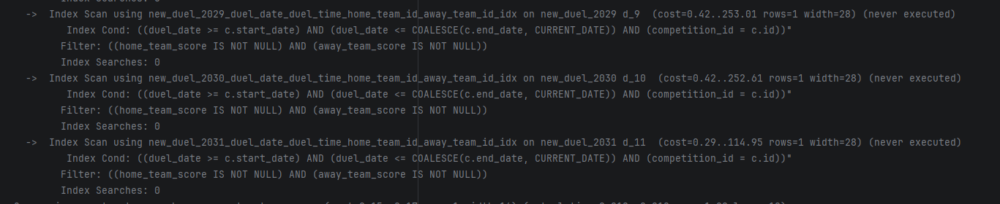 -> Index Scan using new_duel_2029_duel_date_duel_time_home_team_id_away_team_id_idx on new_duel_2029 d_9 (cost=0.42..253.01 rows=1 width=28) (never executed)
Index Cond: ((duel_date >= c.start_date) AND (duel_date <= COALESCE(c.end_date, CURRENT_DATE)) AND (competition_id = c.id))"
Filter: ((home_team_score IS NOT NULL) AND (away_team_score IS NOT NULL))
Index Searches: 0
-> Index Scan using new_duel_2030_duel_date_duel_time_home_team_id_away_team_id_idx on new_duel_2030 d_10 (cost=0.42..252.61 rows=1 width=28) (never executed)
Index Cond: ((duel_date >= c.start_date) AND (duel_date <= COALESCE(c.end_date, CURRENT_DATE)) AND (competition_id = c.id))"
Filter: ((home_team_score IS NOT NULL) AND (away_team_score IS NOT NULL))
Index Searches: 0
-> Index Scan using new_duel_2031_duel_date_duel_time_home_team_id_away_team_id_idx on new_duel_2031 d_11 (cost=0.29..114.95 rows=1 width=28) (never executed)
Index Cond: ((duel_date >= c.start_date) AND (duel_date <= COALESCE(c.end_date, CURRENT_DATE)) AND (competition_id = c.id))"
Filter: ((home_team_score IS NOT NULL) AND (away_team_score IS NOT NULL))
Index Searches: 0